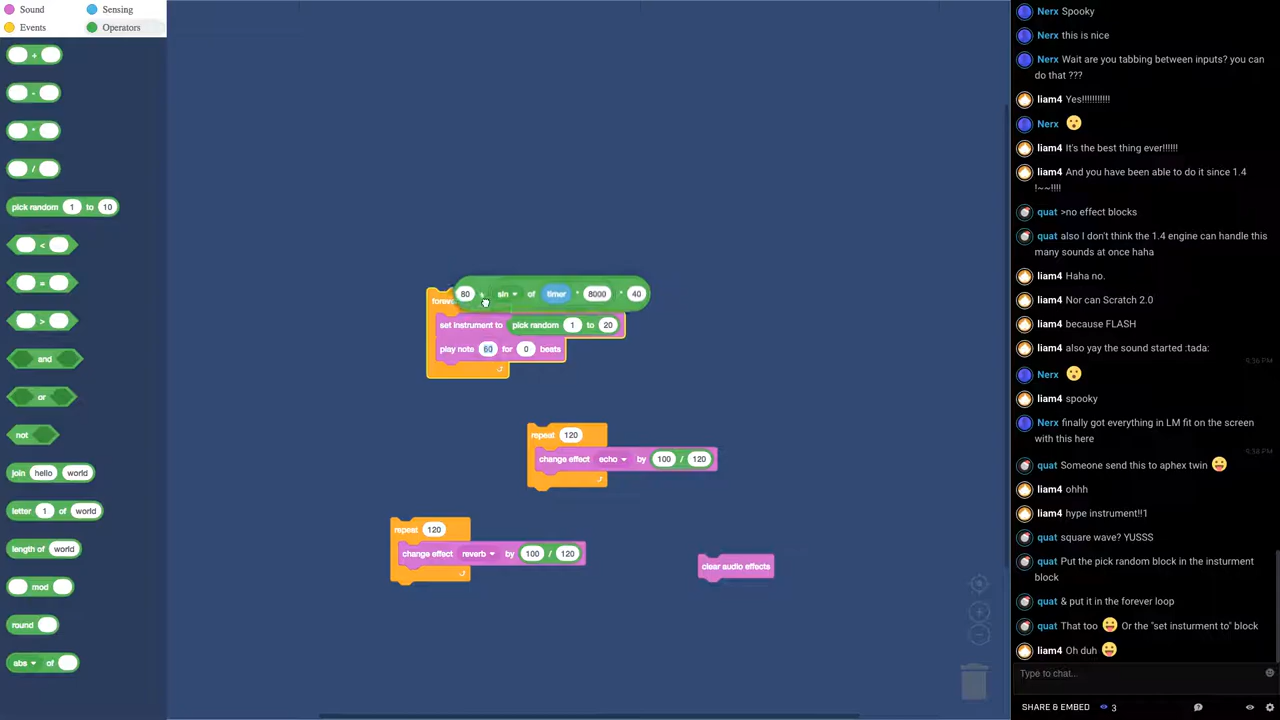 Sound
Sensing
Events
Operators
+
-
*
/
pick random 1 to 10
<
=
>
and
or
not
join hello world
letter 1 of world
length of world
mod
round
abs of
80 sin of timer * 8000 * 40
set instrument to pick random 1 to 20
play note 60 for 0 beats
repeat 120
change effect echo by 100 / 120
repeat 120
change effect reverb by 100 / 120
clear audio effects
Nerx Spooky
Nerx this is nice
Nerx Wait are you tabbing between inputs? you can
do that ???
liam4 Yes!!!!!!!!!!!
Nerx 😮
liam4 It's the best thing ever!!!!!!
liam4 And you have been able to do it since 1.4
!~~!!!!
quat >no effect blocks
quat also I don't think the 1.4 engine can handle this
many sounds at once haha
liam4 Haha no.
liam4 Nor can Scratch 2.0
liam4 because FLASH
liam4 also yay the sound started :tada:
9:36 PM
Nerx 😮
liam4 spooky
Nerx finally got everything in LM fit on the screen
with this here
9:38 PM
quat Someone send this to aphex twin 😜
liam4 ohhh
liam4 hype instrument!!1
quat square wave? YUSSS
quat Put the pick random block in the insturment
block
quat & put it in the forever loop
quat That too 😜 Or the "set insturment to" block
liam4 Oh duh 😜
Type to chat...
SHARE & EMBED 3